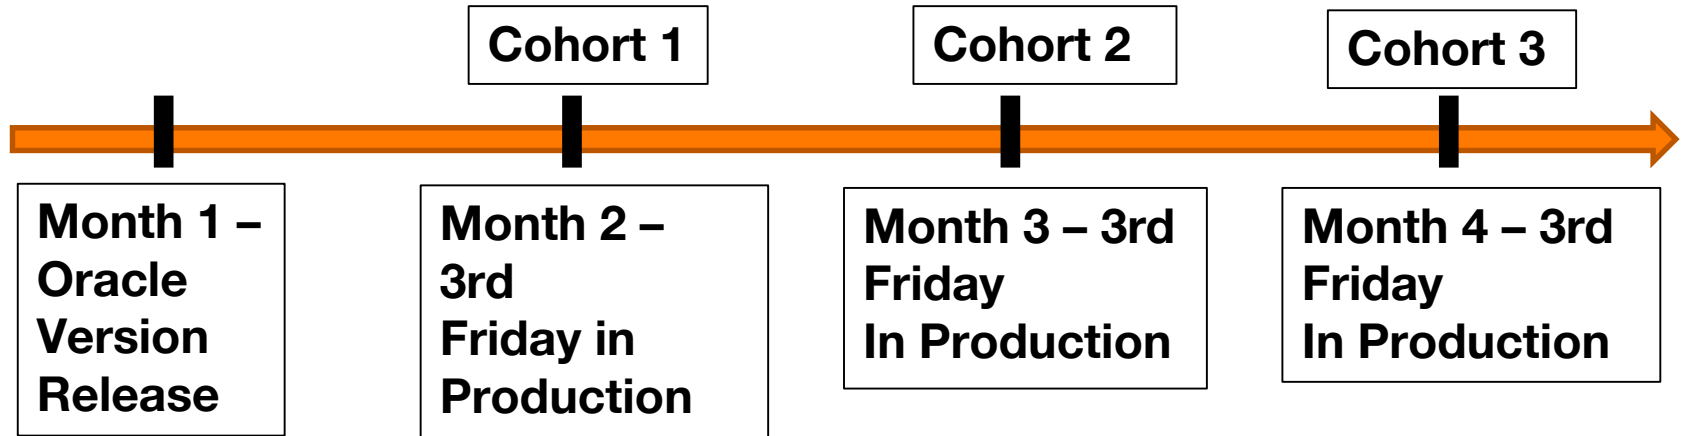 Cohort 1
Cohort 2
Cohort 3
Month 1 –
Oracle
Version
Release
Month 2 –
3rd
Friday in
Production
Month 3 – 3rd
Friday
In Production
Month 4 – 3rd
Friday
In Production